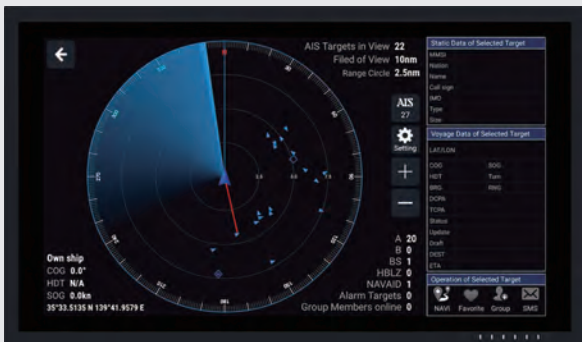 AIS Targets in View 22
Filed of View 10nm
Range Circle 2.5nm
AIS
27
Setting
Own ship
COG 0.0°
HDT N/A
SOG 0.0kn
35°33.5135 N 139°41.9579 E
A 20
B 0
BS 1
HBLZ 0
NAVAID 1
Alarm Targets 0
Group Members online 0
Static Data of Selected Target
MMSI
Nation
Name
Call sign
IMO
Type
Size
Voyage Data of Selected Target
LAT/LON
COG SOG
HDT Turn
BRG RNG
DCPA
TCPA
Status
Update
Draft
DEST
ETA
Operation of Selected Target
NAVI Favorite Group SMS